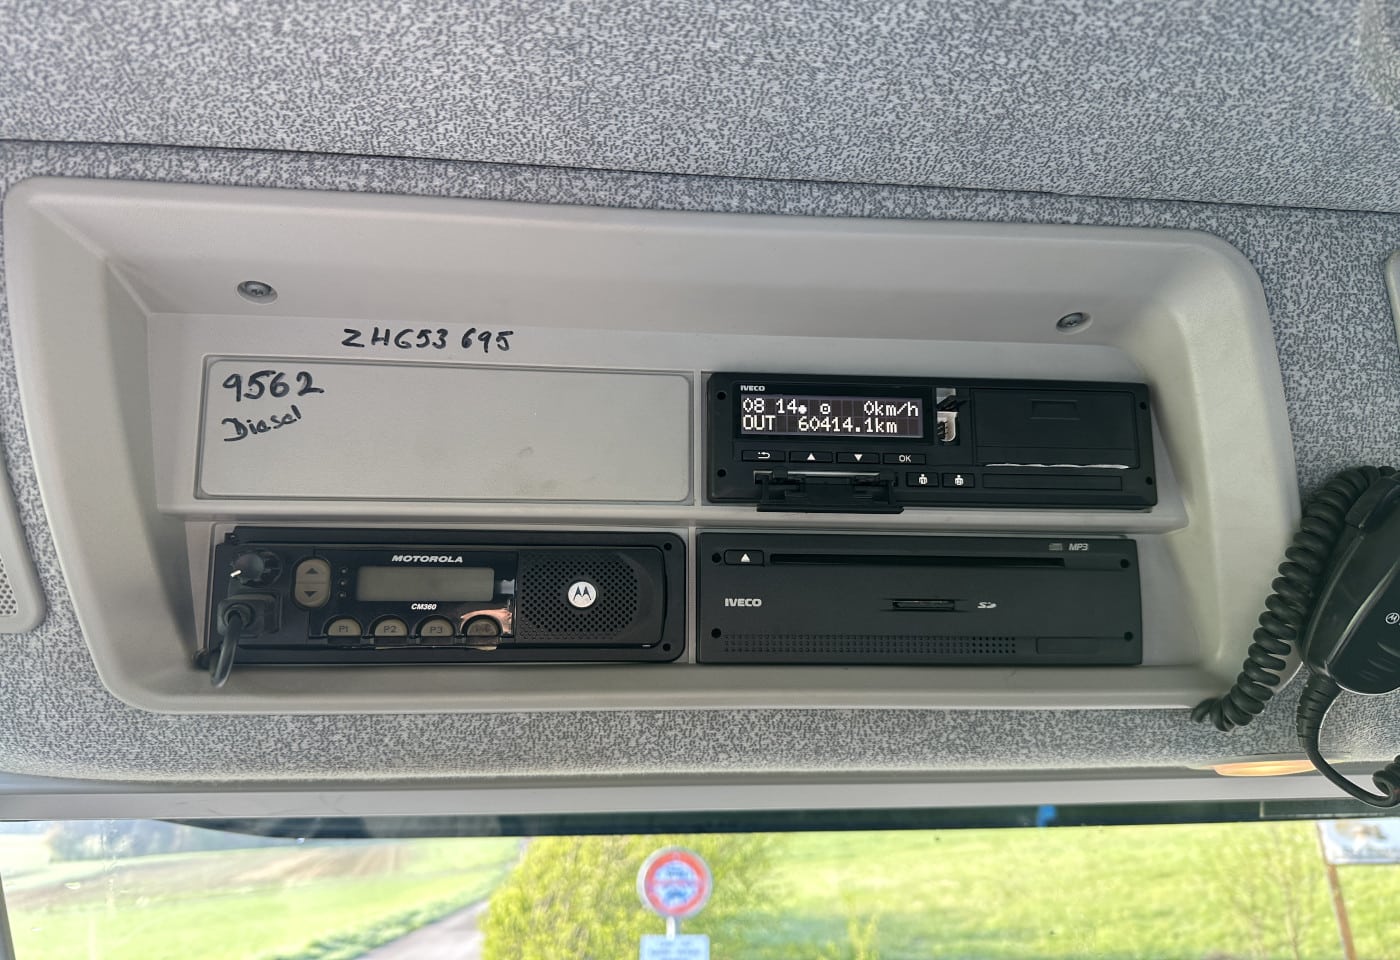 ZH653695
9562
Diesel
IVECO
08 14 0km/h
OUT 60414.1km
OK
MOTOROLA
CM360
P1 P2 P3
MP3
IVECO
SD